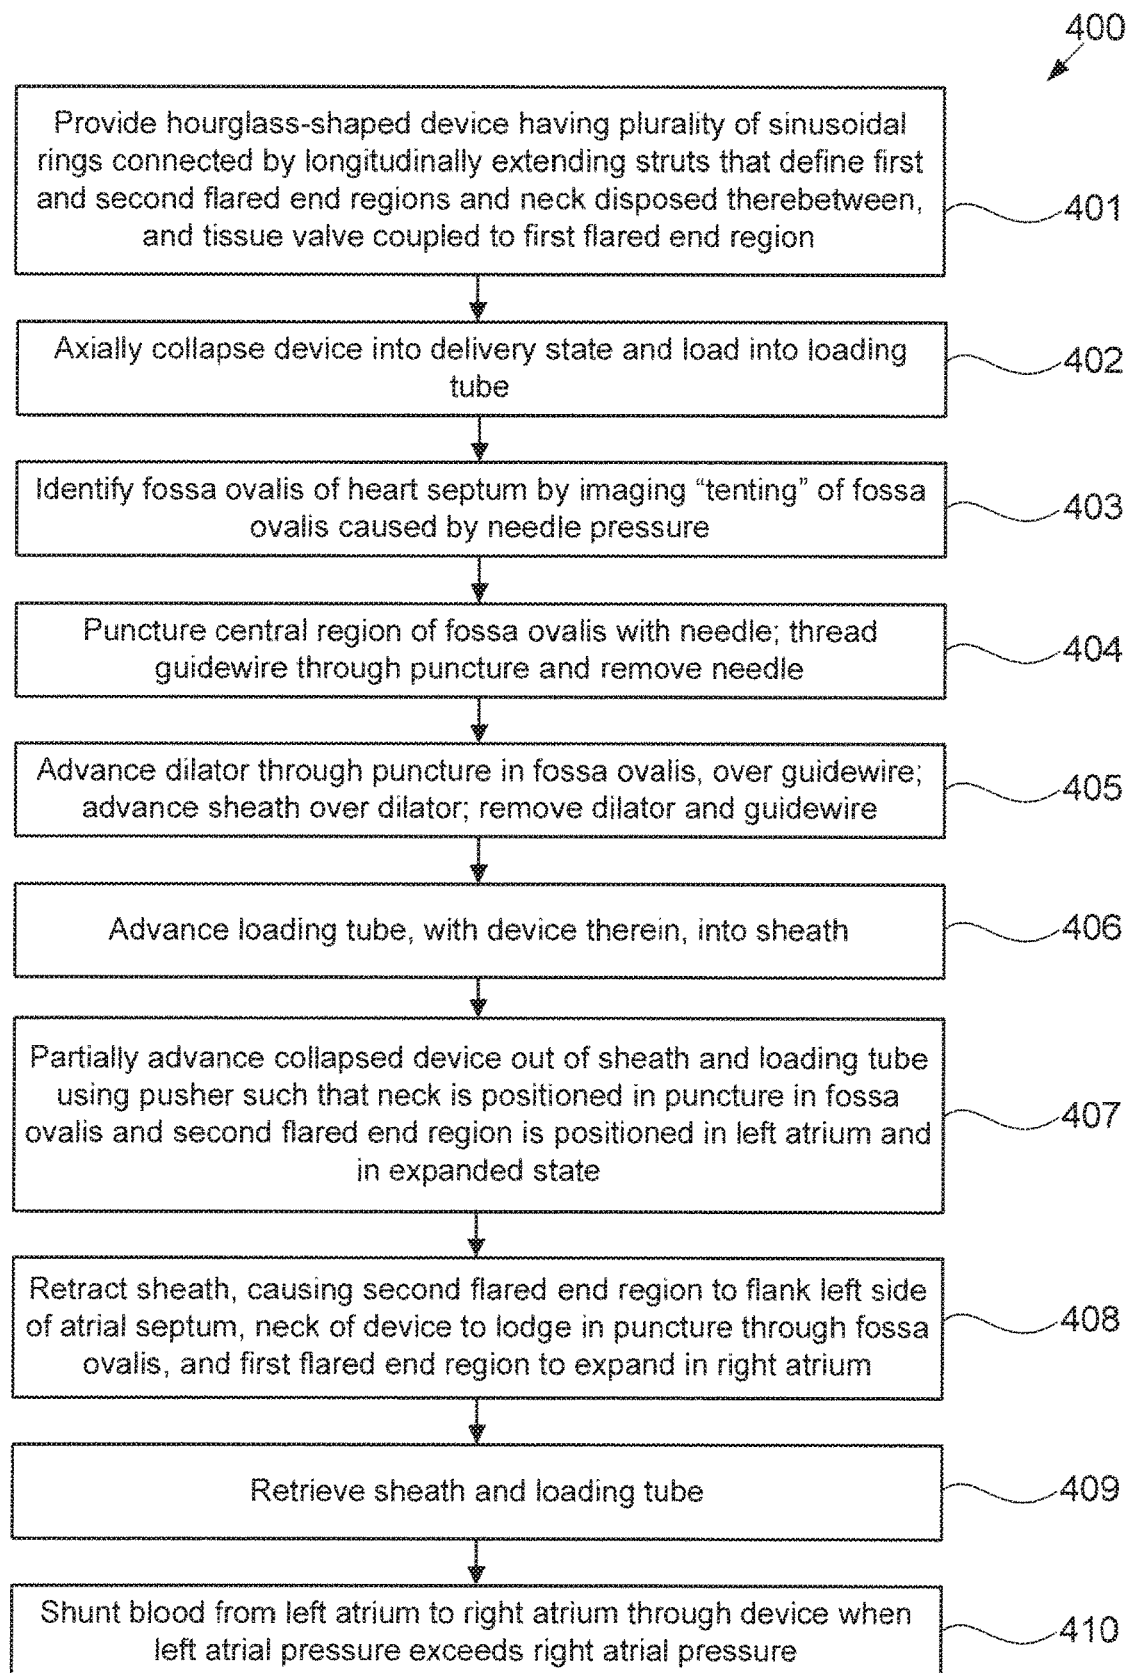 400
Provide hourglass-shaped device having plurality of sinusoidal
rings connected by longitudinally extending struts that define first
and second flared end regions and neck disposed therebetween,
and tissue valve coupled to first flared end region
401
Axially collapse device into delivery state and load into loading
tube
402
Identify fossa ovalis of heart septum by imaging “tenting” of fossa
ovalis caused by needle pressure
403
Puncture central region of fossa ovalis with needle; thread
guidewire through puncture and remove needle
404
Advance dilator through puncture in fossa ovalis, over guidewire;
advance sheath over dilator; remove dilator and guidewire
405
Advance loading tube, with device therein, into sheath
406
Partially advance collapsed device out of sheath and loading tube
using pusher such that neck is positioned in puncture in fossa
ovalis and second flared end region is positioned in left atrium and
in expanded state
407
Retract sheath, causing second flared end region to flank left side
of atrial septum, neck of device to lodge in puncture through fossa
ovalis, and first flared end region to expand in right atrium
408
Retrieve sheath and loading tube
409
Shunt blood from left atrium to right atrium through device when
left atrial pressure exceeds right atrial pressure
410